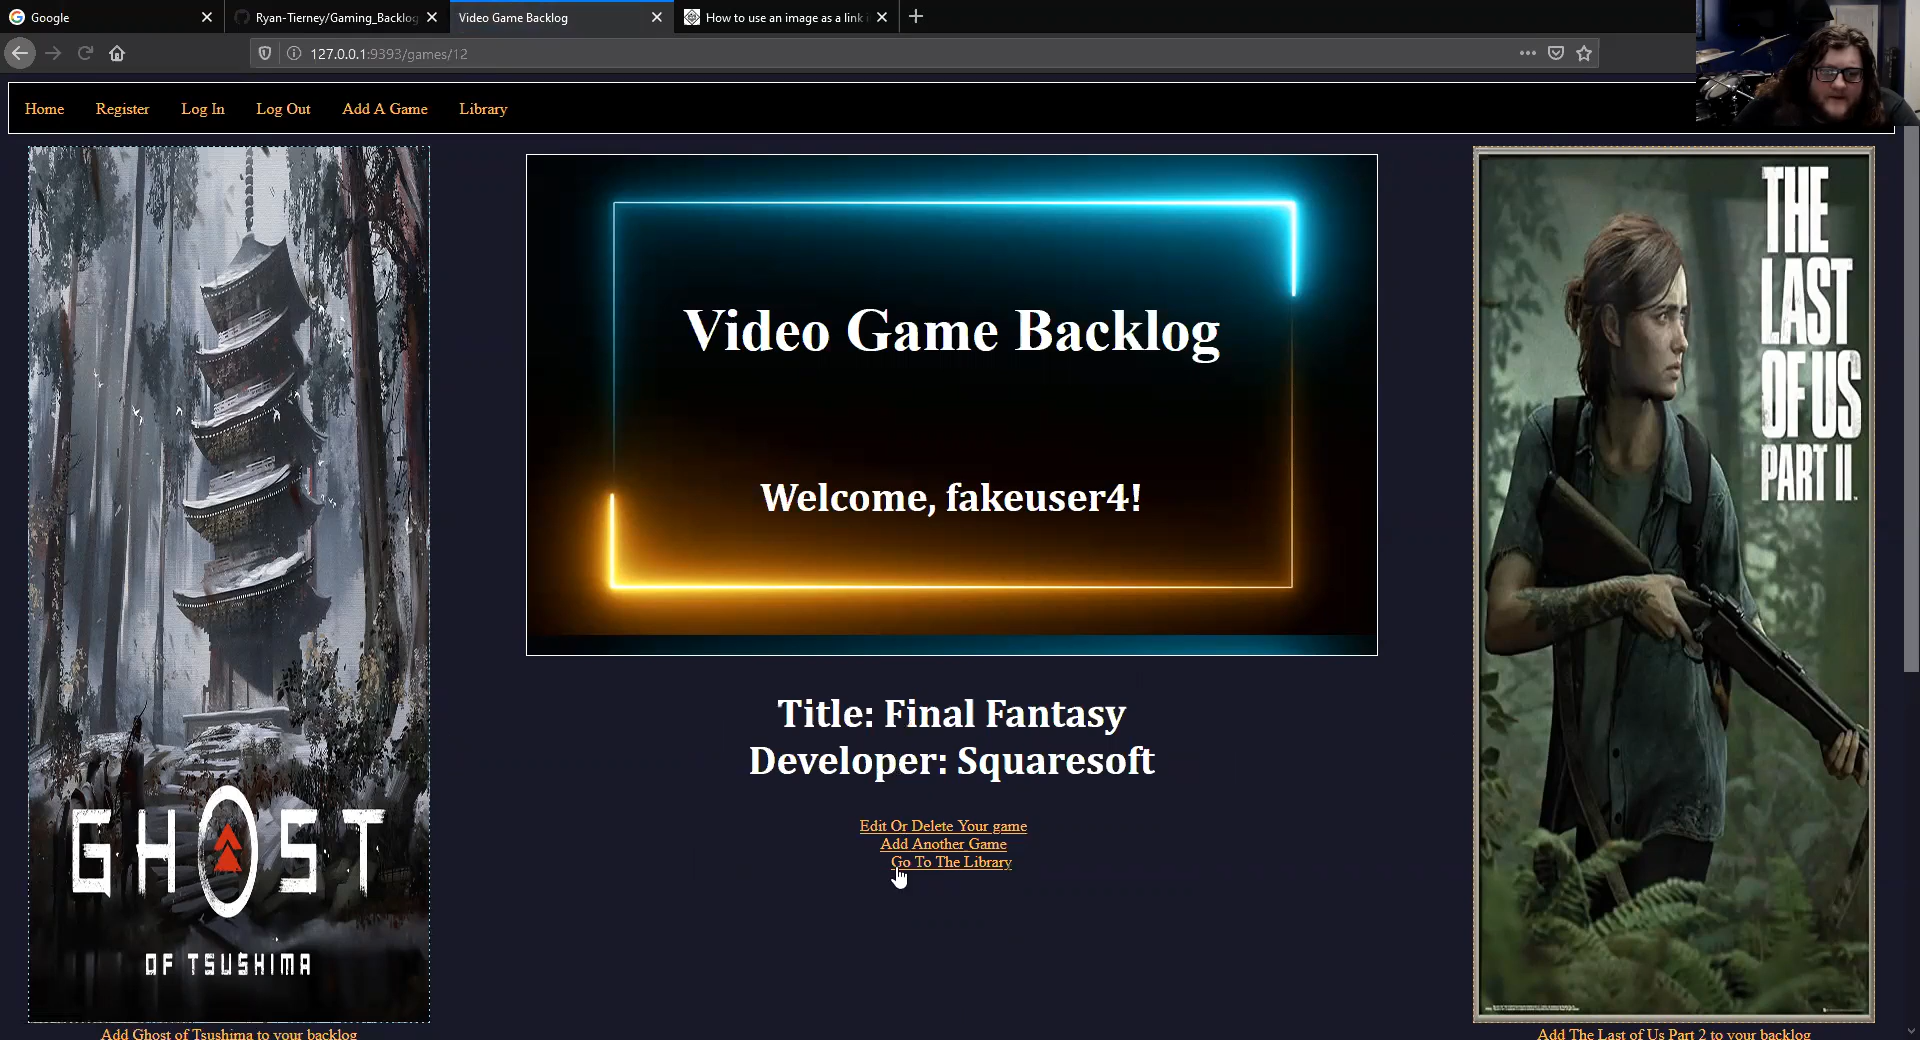 Google
Ryan-Tierney/Gaming_Backlog
Video Game Backlog
How to use an image as a link i
127.0.0.1:9393/games/12
Home Register Log In Log Out Add A Game Library
Video Game Backlog
Welcome, fakeuser4!
Title: Final Fantasy
Developer: Squaresoft
Edit Or Delete Your game
Add Another Game
Go To The Library
GHOST
OF TSUSHIMA
Add Ghost of Tsushima to your backlog
THE
LAST
OF US
PART II
Add The Last of Us Part 2 to your backlog